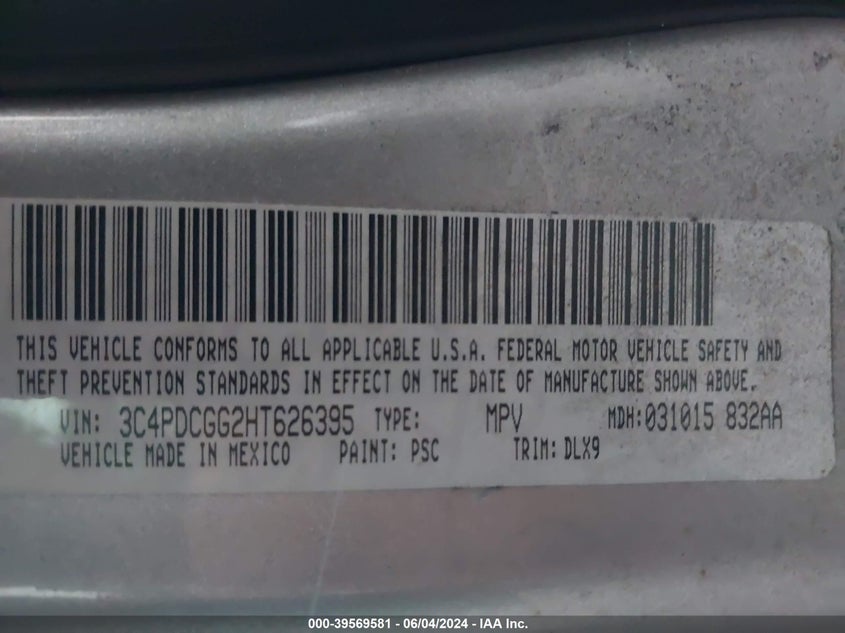 THIS VEHICLE CONFORMS TO ALL APPLICABLE U.S.A. FEDERAL MOTOR VEHICLE SAFETY AND
THEFT PREVENTION STANDARDS IN EFFECT ON THE DATE OF MANUFACTURE SHOWN ABOVE.
VIN: 3C4PDCGG2HT626395 TYPE: MPV MDH:031015 832AA
VEHICLE MADE IN MEXICO PAINT: PSC TRIM: DLX9
000-39569581 - 06/04/2024 - IAA Inc.